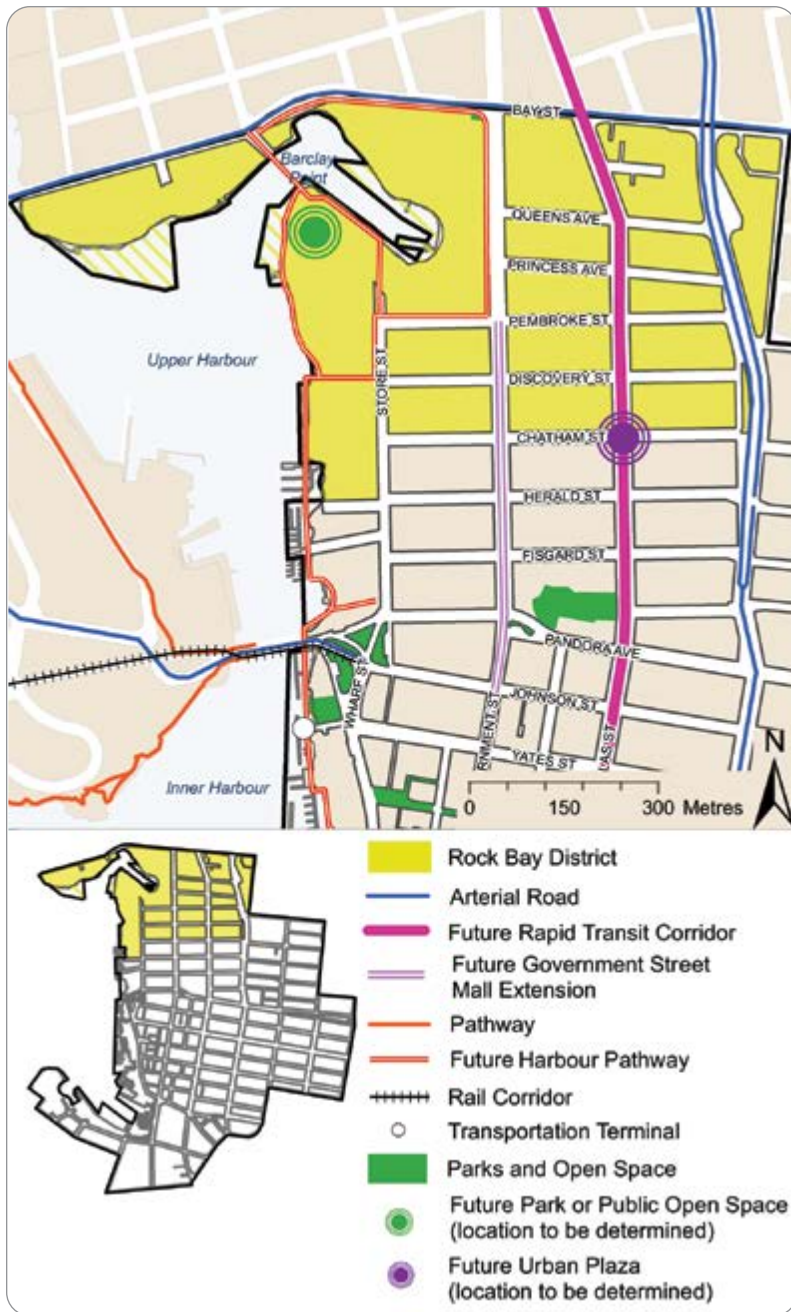 BAY ST
Barclay
Point
QUEENS AVE
PRINCESS AVE
PEMBROKE ST
Upper Harbour
STORE ST
DISCOVERY ST
CHATHAM ST
HERALD ST
FISGARD ST
PANDORA AVE
WHARF ST
JOHNSON ST
RNMENT ST
LAS ST
YATES ST
N
Inner Harbour
0 150 300 Metres
Rock Bay District
Arterial Road
Future Rapid Transit Corridor
Future Government Street
Mall Extension
Pathway
Future Harbour Pathway
Rail Corridor
Transportation Terminal
Parks and Open Space
Future Park or Public Open Space
(location to be determined)
Future Urban Plaza
(location to be determined)